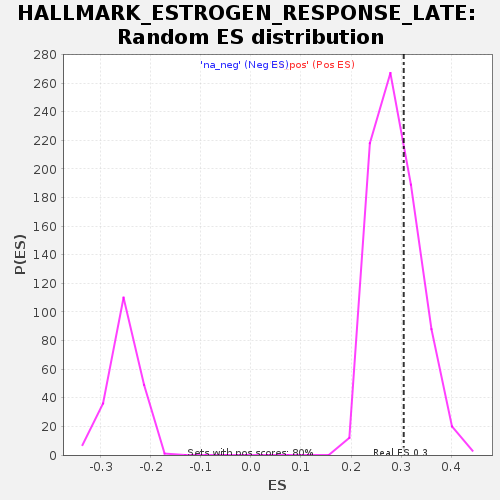 HALLMARK_ESTROGEN_RESPONSE_LATE:
Random ES distribution
'na_neg' (Neg ES)pos' (Pos ES)
280
260
240
220
200
180
160
140
120
100
80
60
40
20
0
P(ES)
Sets with pos scores: 80%
Real ES 0.3
-0.3 -0.2 -0.1 0.0 0.1 0.2 0.3 0.4
ES